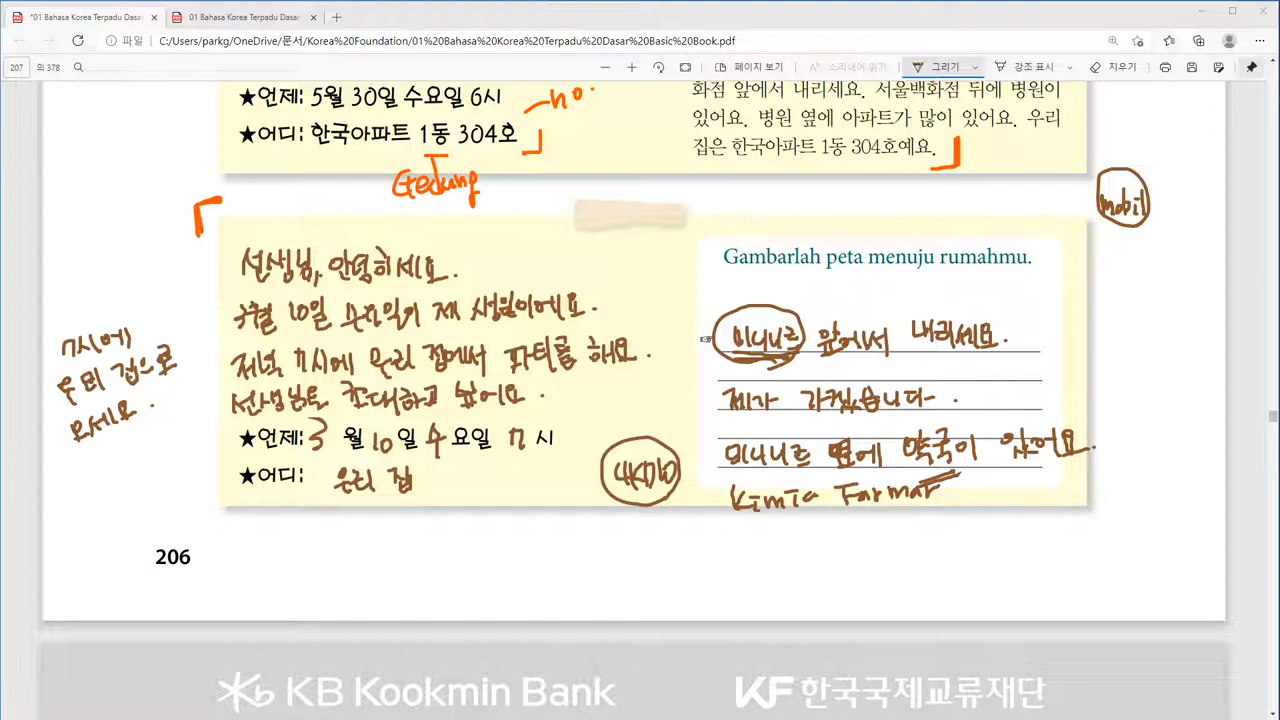 *01 Bahasa Korea Terpadu Dasar
01 Bahasa Korea Terpadu Dasar
파일
C:/Users/parkg/OneDrive/문서/Korea%20Foundation/01%20Bahasa%20Korea%20Terpadu%20Dasar%20Basic%20Book.pdf
207 의 378
페이지 보기
소리내어 읽기
그리기
강조 표시
지우기
★언제: 5월 30일 수요일 6시
no.
★어디: 한국아파트 1동 304호
Gedung
화점 앞에서 내리세요. 서울백화점 뒤에 병원이
있어요. 병원 옆에 아파트가 많이 있어요. 우리
집은 한국아파트 1동 304호예요.
mobil
선생님, 안녕하세요.
3월 10일 수요일이 제 생일이에요.
저녁 7시에 우리 집에서 파티를 해요.
선생님을 초대하고 싶어요.
★언제: 3월 10일 수요일 7시
★어디: 우리 집
7시에
우리 집으로
오세요.
Gambarlah peta menuju rumahmu.
미니니르 앞에서 내리세요.
제가 가겠습니다.
미니니르 옆에 약국이 있어요.
Kimia Farmar
206
KB Kookmin Bank
KF 한국국제교류재단